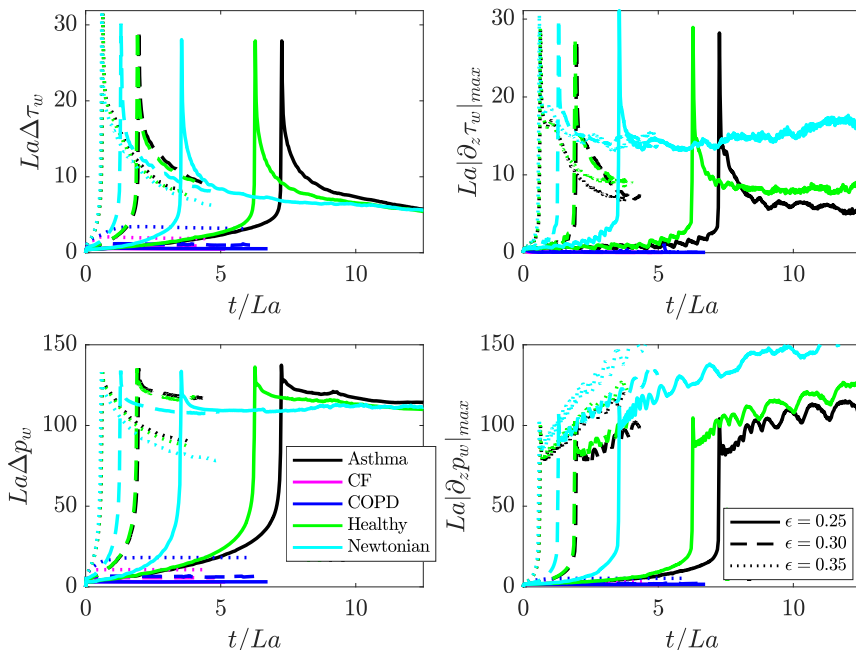 30
20
10
0
0
5
10
LaΔτ_w
t/La
30
20
10
0
0
5
10
La|∂_zτ_w|_max
t/La
150
100
50
0
0
5
10
LaΔp_w
t/La
Asthma
CF
COPD
Healthy
Newtonian
150
100
50
0
0
5
10
La|∂_zp_w|_max
t/La
ϵ = 0.25
ϵ = 0.30
ϵ = 0.35